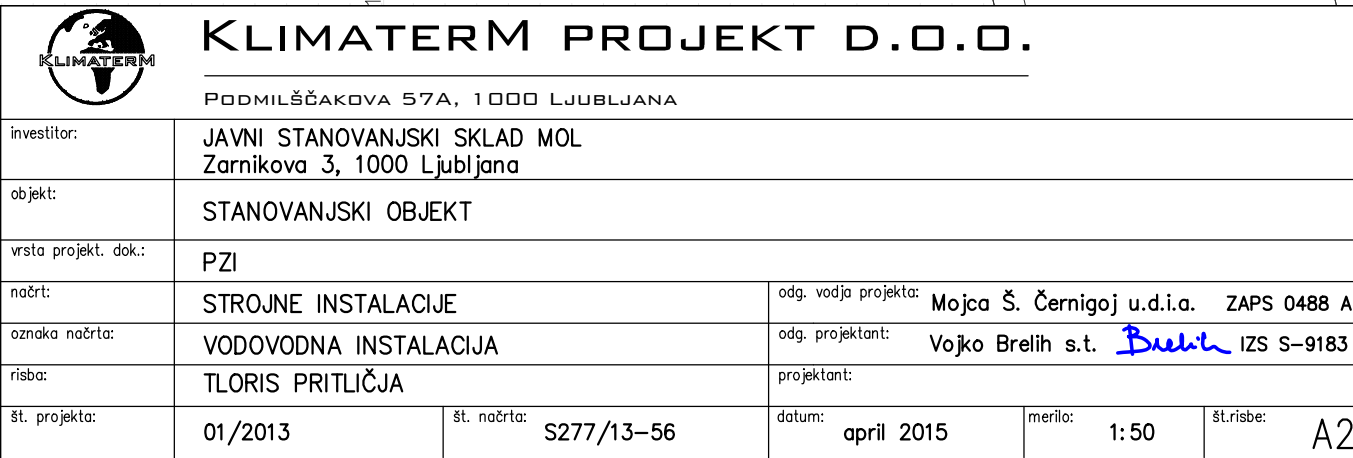 KLIMATERM
KLIMATERM PROJEKT D.O.O.
PODMILŠČAKOVA 57A, 1000 LJUBLJANA
investitor:
JAVNI STANOVANJSKI SKLAD MOL
Zarnikova 3, 1000 Ljubljana
objekt:
STANOVANJSKI OBJEKT
vrsta projekt. dok.:
PZI
načrt:
STROJNE INSTALACIJE
odg. vodja projekta:
Mojca Š. Černigoj u.d.i.a. ZAPS 0488 A
oznaka načrta:
VODOVODNA INSTALACIJA
odg. projektant:
Vojko Brelih s.t. Brelih IZS S-9183
risba:
TLORIS PRITLIČJA
projektant:
št. projekta:
01/2013
št. načrta:
S277/13-56
datum:
april 2015
merilo:
1:50
št.risbe:
A2